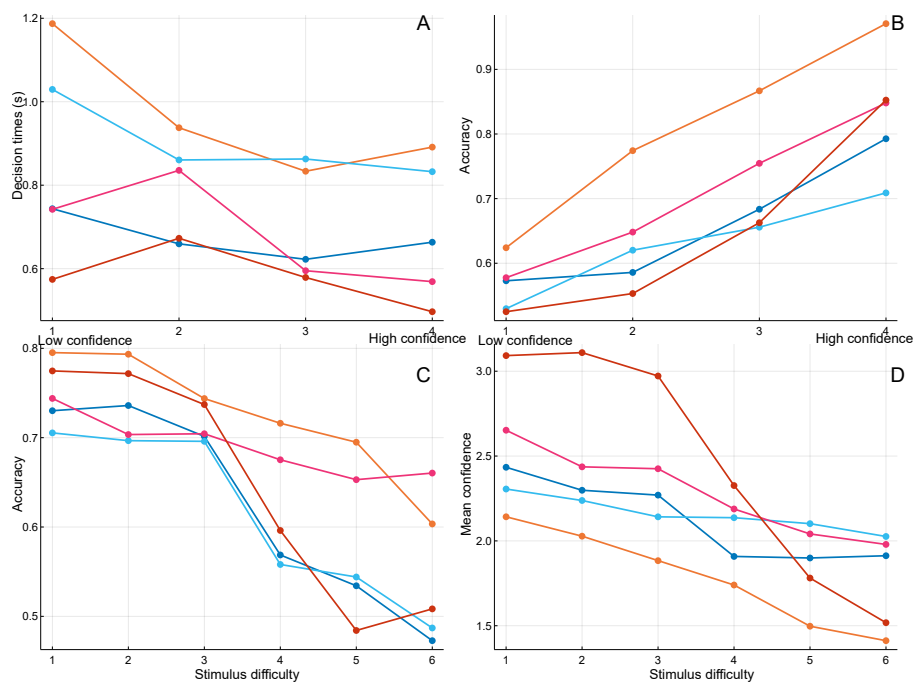 A
1.2
1.0
0.8
0.6
Decision times (s)
1
2
3
4
Low confidence
High confidence
B
0.9
0.8
0.7
0.6
Accuracy
1
2
3
4
Low confidence
High confidence
C
0.8
0.7
0.6
0.5
Accuracy
1
2
3
4
5
6
Stimulus difficulty
D
3.0
2.5
2.0
1.5
Mean confidence
1
2
3
4
5
6
Stimulus difficulty